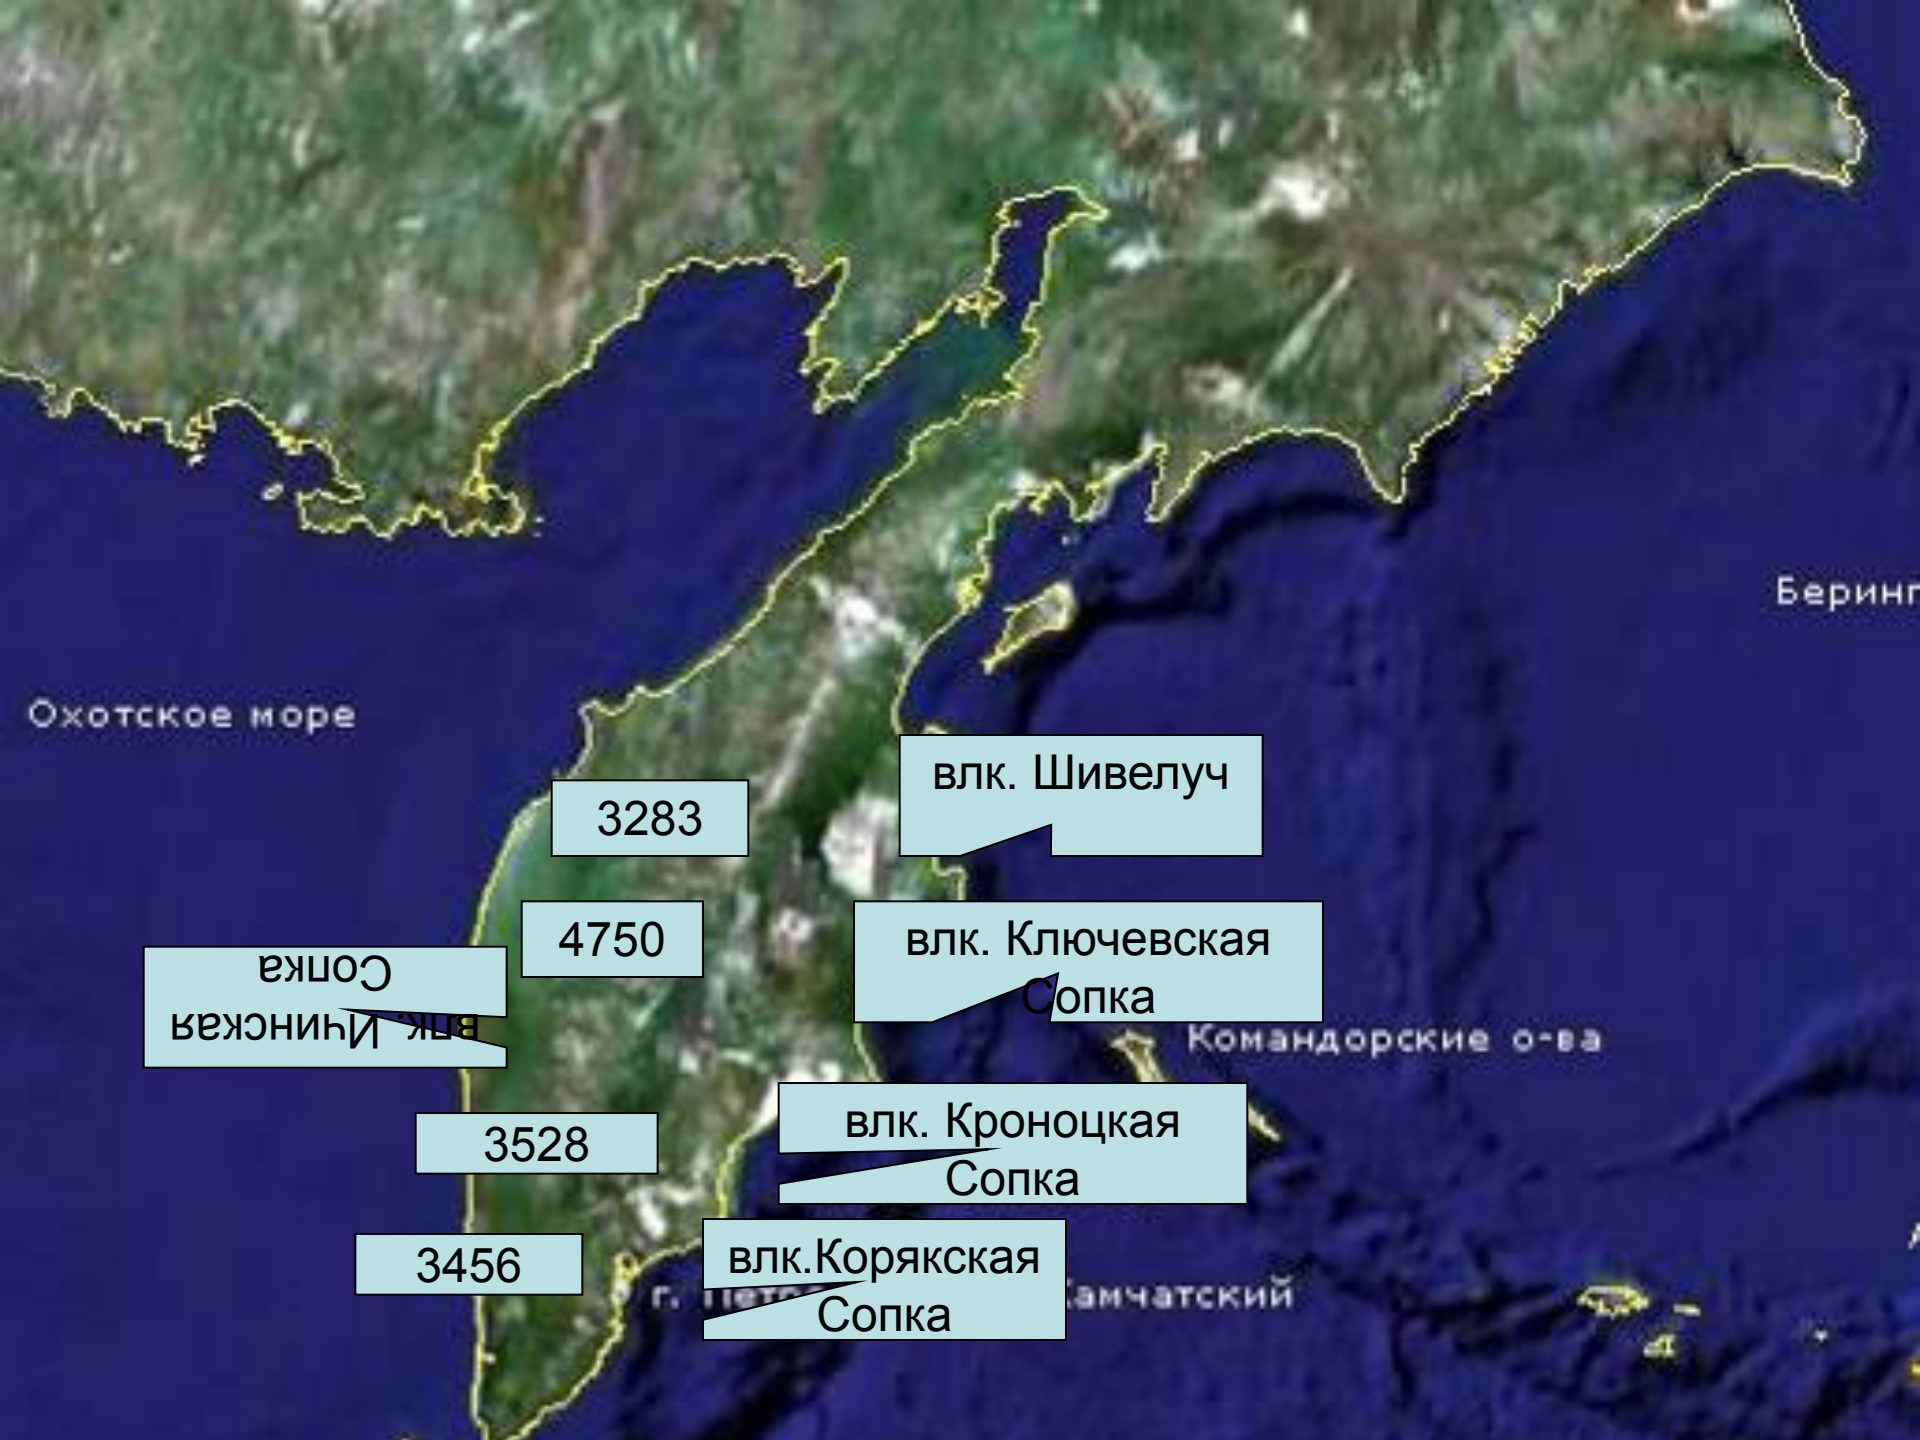 Беринг
Охотское море
влк. Шивелуч
3283
4750
влк. Ключевская
Сопка
влк. Ичинская
Сопка
Командорские о-ва
влк. Кроноцкая
Сопка
3528
влк.Корякская
Сопка
3456
г. Петр
Камчатский